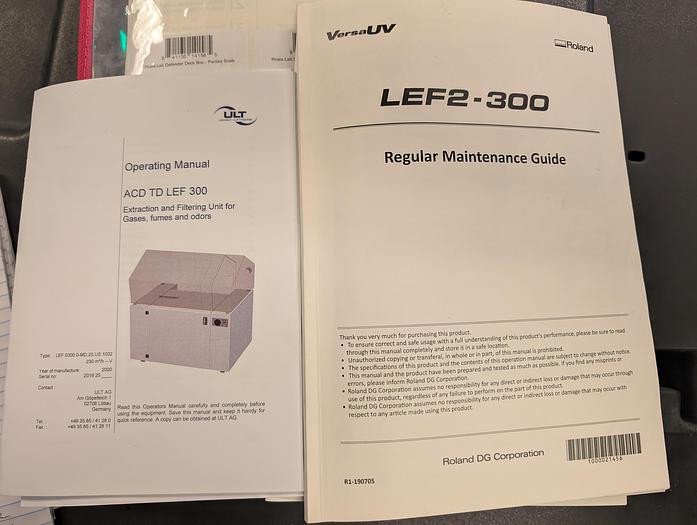 5 41135 14156 5
Pirate Lab Defender Deck Box -
Pirate Lab
ULT
Operating Manual
ACD TD LEF 300
Extraction and Filtering Unit for
Gases, fumes and odors
Type: LEF 0300.0-MD.20.US.1032
230 m³/h – V
Year of manufacture: 2020
Serial no: 2019 25 ____
Contact:
ULT AG
Am Göpelteich 1
02708 Löbau
Germany
Tel.: +49 35 85 / 41 28 0
Fax.: +49 35 85 / 41 28 11
Read this Operators Manual carefully and completely before
using the equipment. Save this manual and keep it handy for
quick reference. A copy can be obtained at ULT AG.
VersaUV
Roland
LEF2-300
Regular Maintenance Guide
Thank you very much for purchasing this product.
• To ensure correct and safe usage with a full understanding of this product's performance, please be sure to read
through this manual completely and store it in a safe location.
• Unauthorized copying or transferal, in whole or in part, of this manual is prohibited.
• The specifications of this product and the contents of this operation manual are subject to change without notice.
• This manual and the product have been prepared and tested as much as possible. If you find any misprints or
errors, please inform Roland DG Corporation.
• Roland DG Corporation assumes no responsibility for any direct or indirect loss or damage that may occur through
use of this product, regardless of any failure to perform on the part of this product.
• Roland DG Corporation assumes no responsibility for any direct or indirect loss or damage that may occur with
respect to any article made using this product.
Roland DG Corporation
1000021456
R1-190705